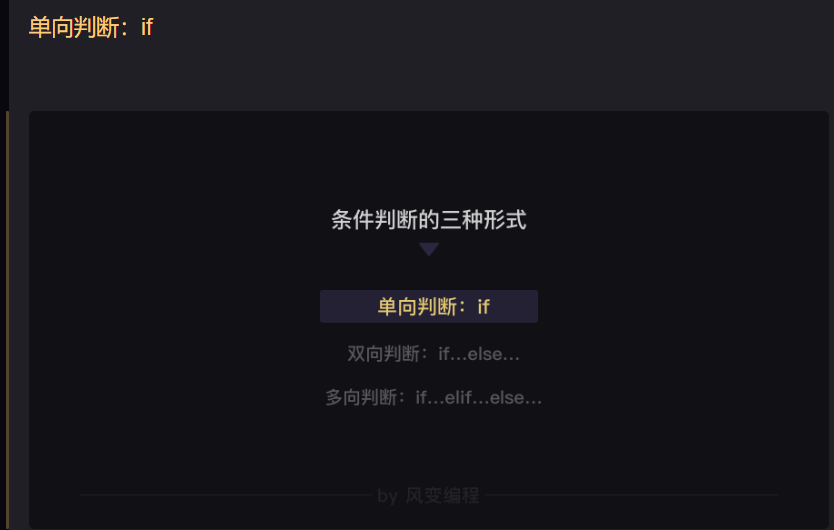 单向判断：if
条件判断的三种形式
单向判断：if
双向判断：if...else...
多向判断：if...elif...else...
by 风变编程